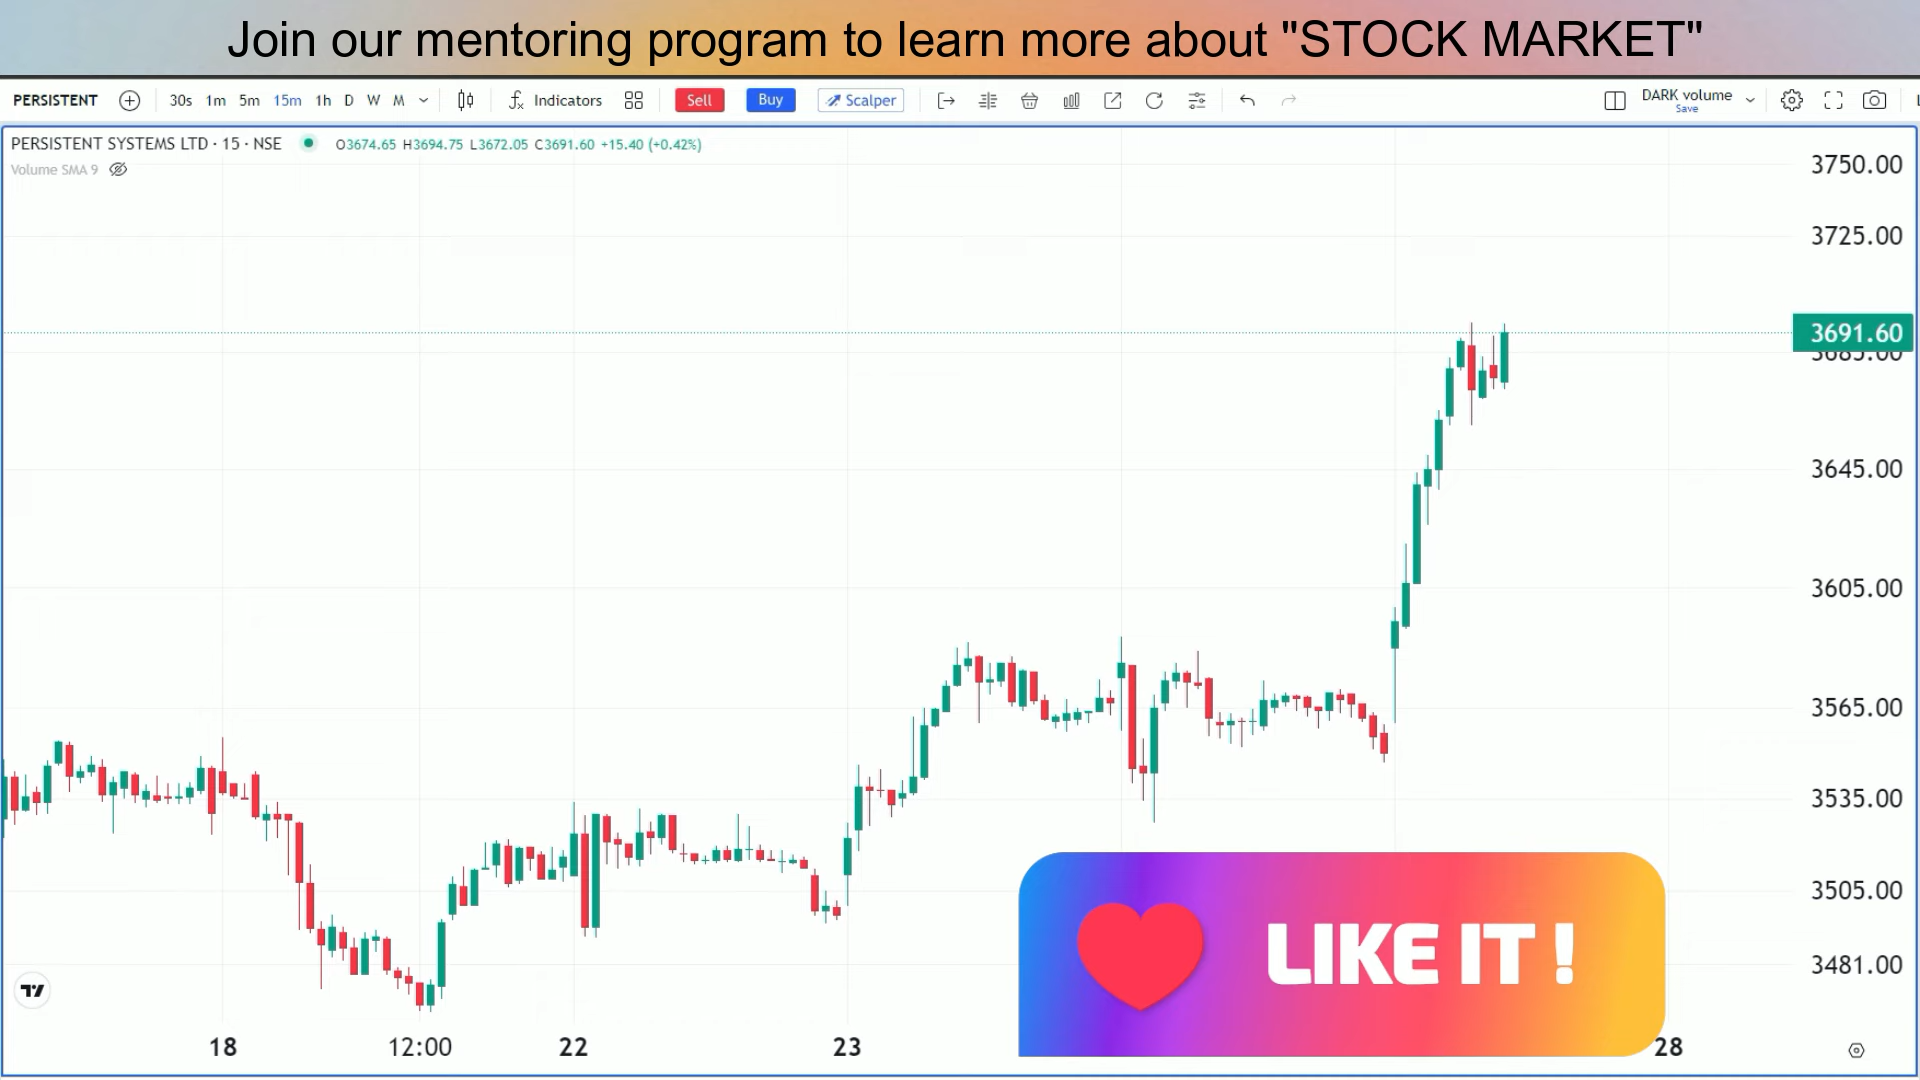 Join our mentoring program to learn more about "STOCK MARKET"
PERSISTENT 30s 1m 5m 15m 1h D W M Indicators Sell Buy Scalper DARK volume
Save
PERSISTENT SYSTEMS LTD · 15 · NSE O3674.65 H3694.75 L3672.05 C3691.60 +15.40 (+0.42%)
Volume SMA 9
3750.00
3725.00
3691.60
3685.00
3645.00
3605.00
3565.00
3535.00
3505.00
3481.00
LIKE IT !
18 12:00 22 23 28